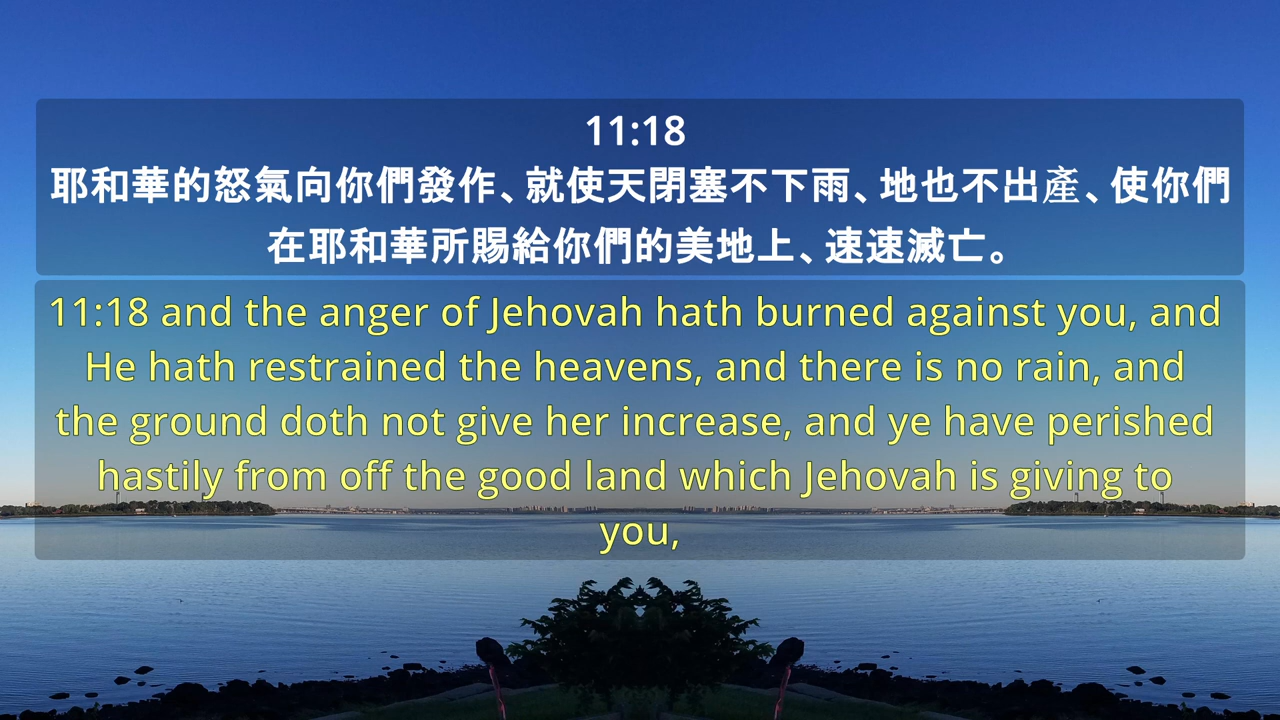 11:18
耶和華的怒氣向你們發作、就使天閉塞不下雨、地也不出產、使你們
在耶和華所賜給你們的美地上、速速滅亡。
11:18 and the anger of Jehovah hath burned against you, and
He hath restrained the heavens, and there is no rain, and
the ground doth not give her increase, and ye have perished
hastily from off the good land which Jehovah is giving to
you,